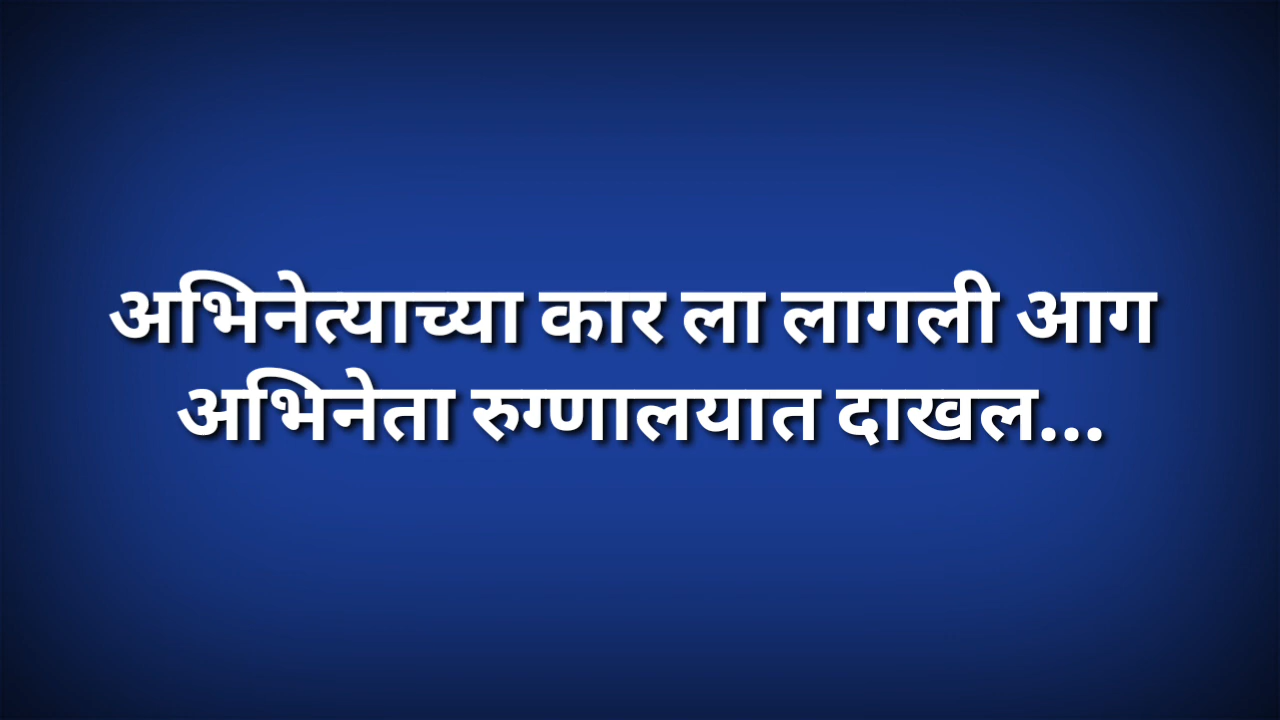 अभिनेत्याच्या कार ला लागली आग
अभिनेता रुग्णालयात दाखल...